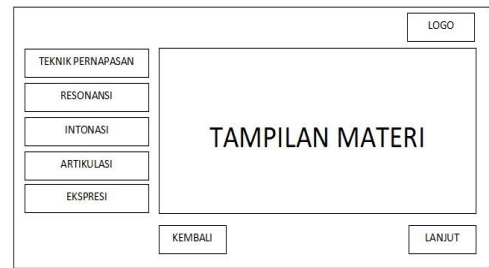 LOGO
TEKNIK PERNAPASAN
RESONANSI
INTONASI
ARTIKULASI
EKSPRESI
TAMPILAN MATERI
KEMBALI
LANJUT